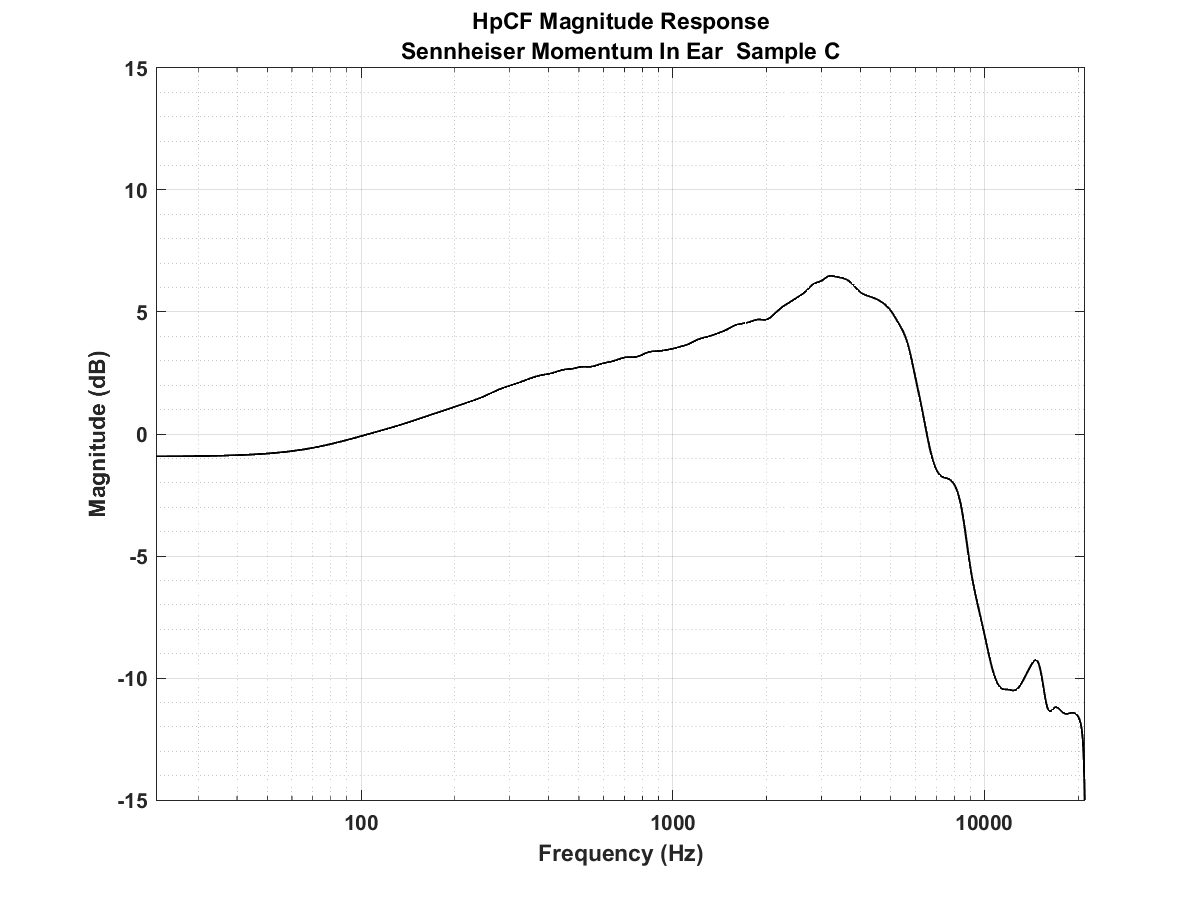 HpCF Magnitude Response
Sennheiser Momentum In Ear  Sample C
15
10
5
0
-5
-10
-15
Magnitude (dB)
100
1000
10000
Frequency (Hz)